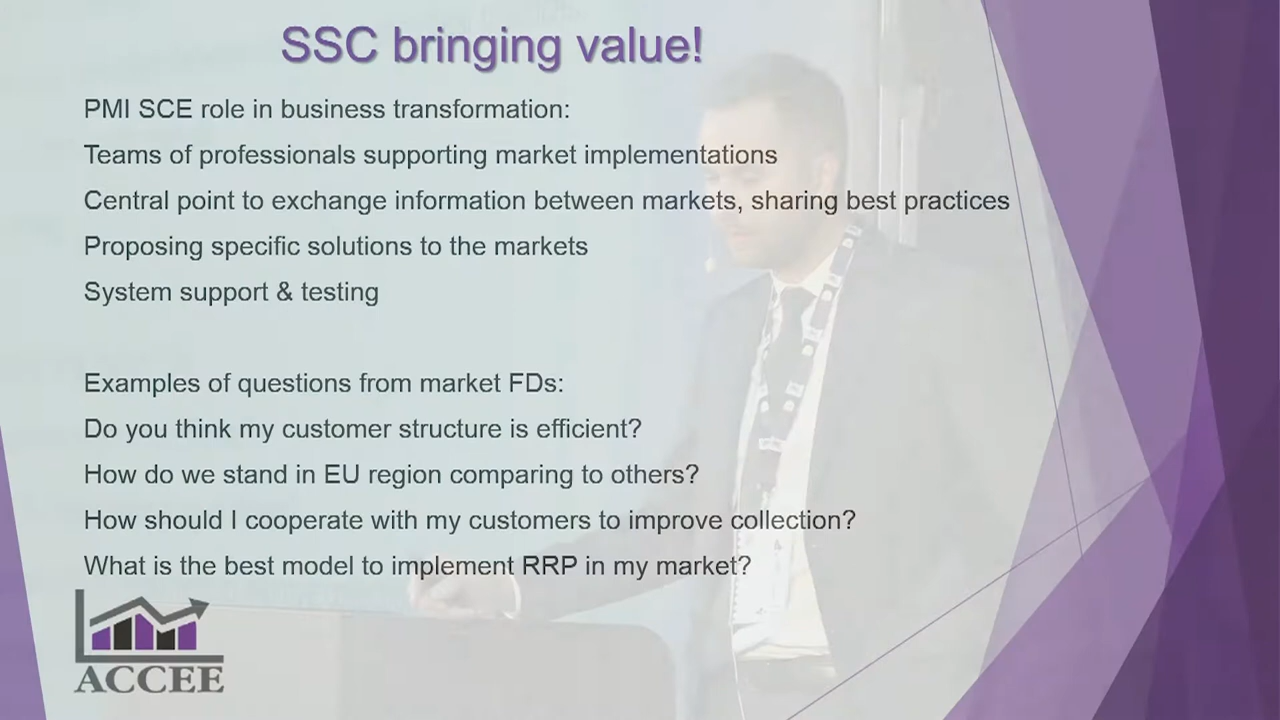 SSC bringing value!
PMI SCE role in business transformation:
Teams of professionals supporting market implementations
Central point to exchange information between markets, sharing best practices
Proposing specific solutions to the markets
System support & testing
Examples of questions from market FDs:
Do you think my customer structure is efficient?
How do we stand in EU region comparing to others?
How should I cooperate with my customers to improve collection?
What is the best model to implement RRP in my market?
ACCEE